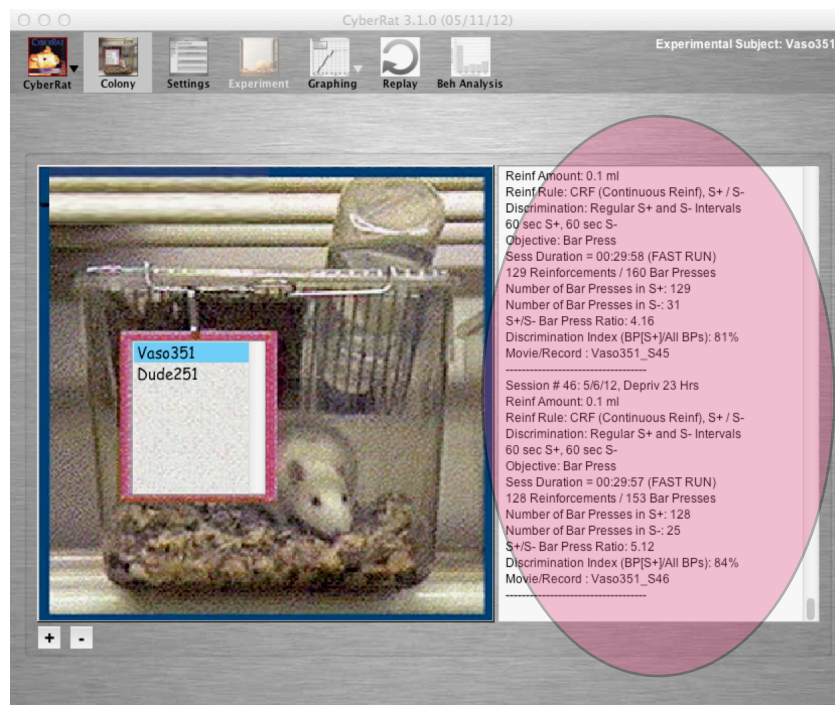 CyberRat 3.1.0 (05/11/12)
Experimental Subject: Vaso351
CYBERRAT
CyberRat
Colony
Settings
Experiment
Graphing
Replay
Beh Analysis
Vaso351
Dude251
Reinf Amount: 0.1 ml
Reinf Rule: CRF (Continuous Reinf), S+ / S-
Discrimination: Regular S+ and S- Intervals
60 sec S+, 60 sec S-
Objective: Bar Press
Sess Duration = 00:29:58 (FAST RUN)
129 Reinforcements / 160 Bar Presses
Number of Bar Presses in S+: 129
Number of Bar Presses in S-: 31
S+/S- Bar Press Ratio: 4.16
Discrimination Index (BP[S+]/All BPs): 81%
Movie/Record : Vaso351_S45
-----------------------------------
Session # 46: 5/6/12, Depriv 23 Hrs
Reinf Amount: 0.1 ml
Reinf Rule: CRF (Continuous Reinf), S+ / S-
Discrimination: Regular S+ and S- Intervals
60 sec S+, 60 sec S-
Objective: Bar Press
Sess Duration = 00:29:57 (FAST RUN)
128 Reinforcements / 153 Bar Presses
Number of Bar Presses in S+: 128
Number of Bar Presses in S-: 25
S+/S- Bar Press Ratio: 5.12
Discrimination Index (BP[S+]/All BPs): 84%
Movie/Record : Vaso351_S46
-----------------------------------
+ -